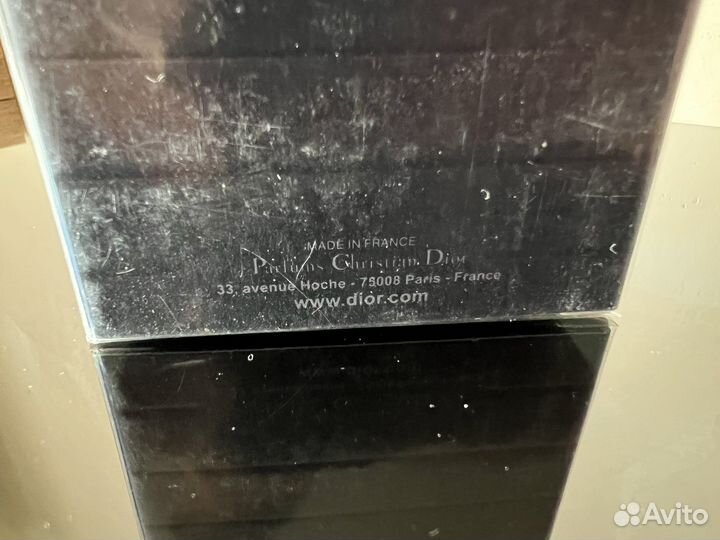 MADE IN FRANCE
Parfums Christian Dior
33, avenue Hoche - 75008 Paris - France
www.dior.com
Avito